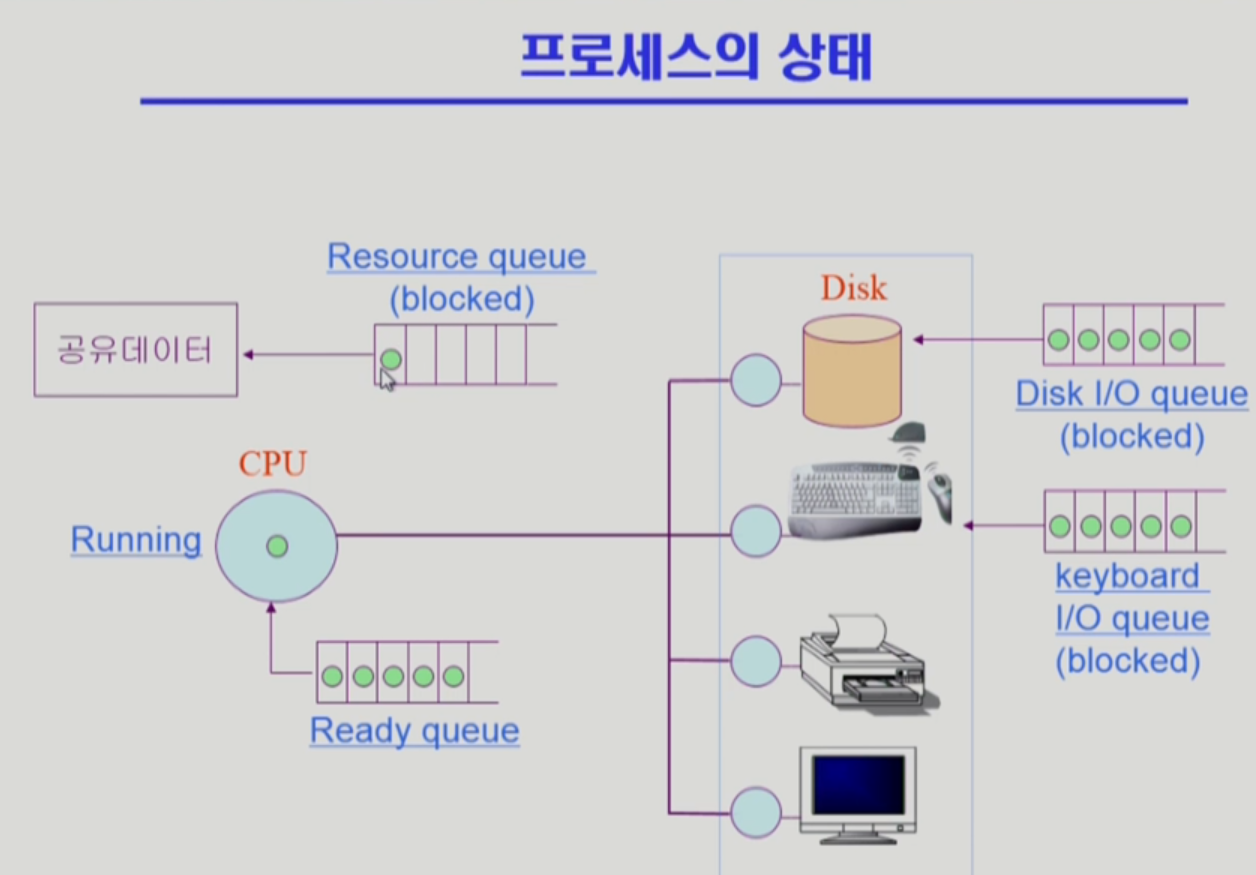 프로세스의 상태
Resource queue
(blocked)
공유데이터
Disk
Disk I/O queue
(blocked)
CPU
Running
keyboard
I/O queue
(blocked)
Ready queue